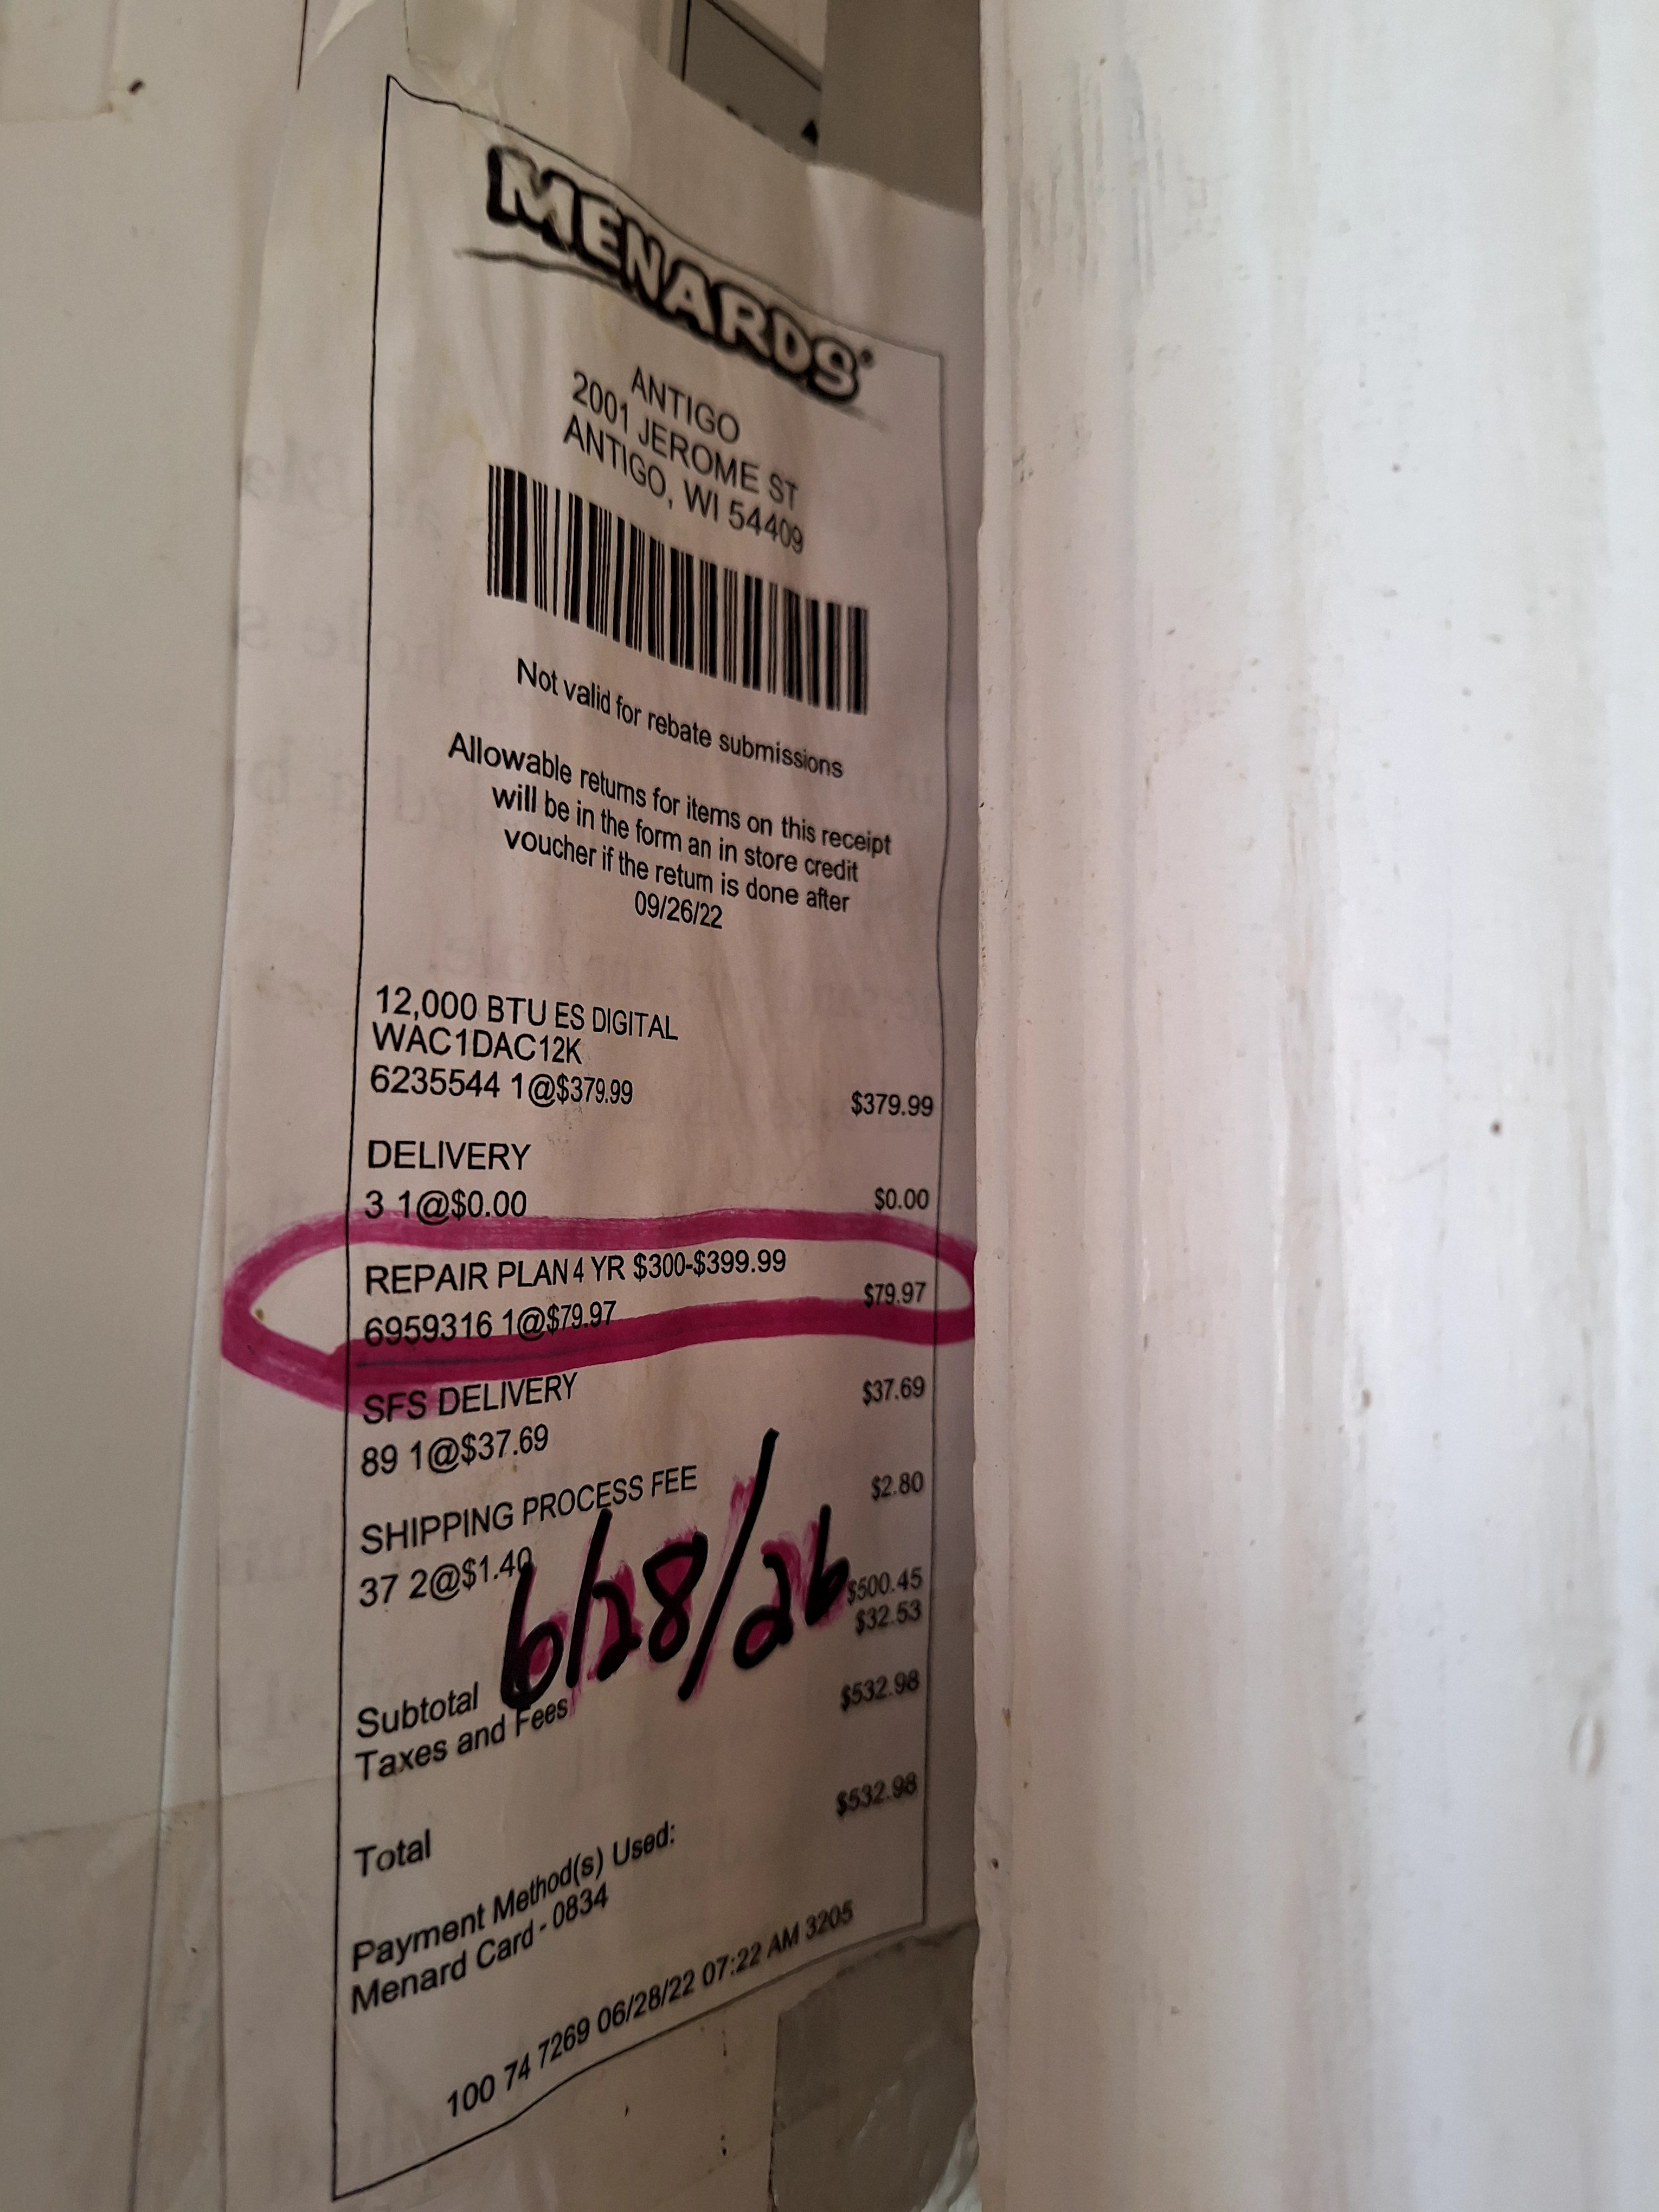 MENARDS®
ANTIGO
2001 JEROME ST
ANTIGO, WI 54409
Not valid for rebate submissions
Allowable returns for items on this receipt
will be in the form an in store credit
voucher if the return is done after
09/26/22
12,000 BTU ES DIGITAL
WAC1DAC12K
6235544 1@$379.99 $379.99
DELIVERY
3 1@$0.00 $0.00
REPAIR PLAN 4 YR $300-$399.99
6959316 1@$79.97 $79.97
SFS DELIVERY $37.69
89 1@$37.69
SHIPPING PROCESS FEE $2.80
37 2@$1.40
6/28/26
Subtotal $500.45
Taxes and Fees $32.53
Total $532.98
Payment Method(s) Used:
Menard Card - 0834 $532.98
100 74 7269 06/28/22 07:22 AM 3205